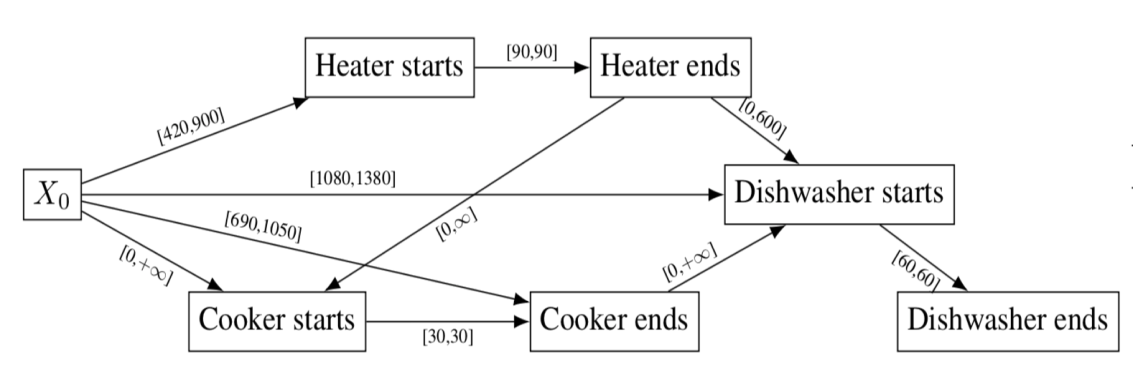 Heater starts
[90,90]
Heater ends
[420,900]
[0,600]
X0
[1080,1380]
Dishwasher starts
[690,1050]
[0,∞]
[0,+∞]
[0,+∞]
[60,60]
Cooker starts
[30,30]
Cooker ends
Dishwasher ends